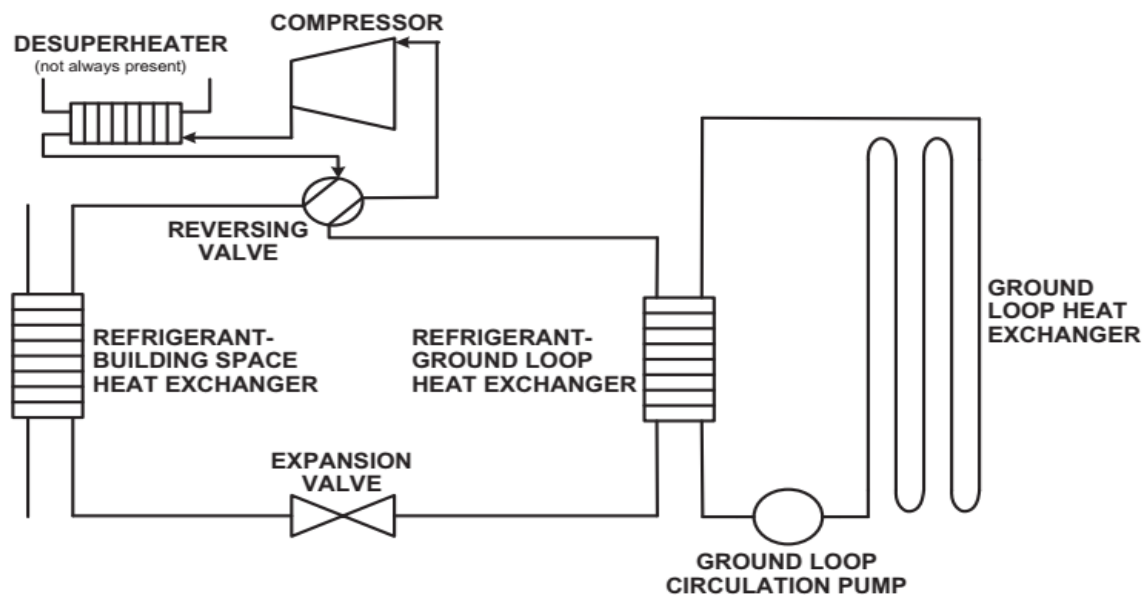 COMPRESSOR
DESUPERHEATER
(not always present)
REVERSING
VALVE
REFRIGERANT-
BUILDING SPACE
HEAT EXCHANGER
REFRIGERANT-
GROUND LOOP
HEAT EXCHANGER
GROUND
LOOP HEAT
EXCHANGER
EXPANSION
VALVE
GROUND LOOP
CIRCULATION PUMP